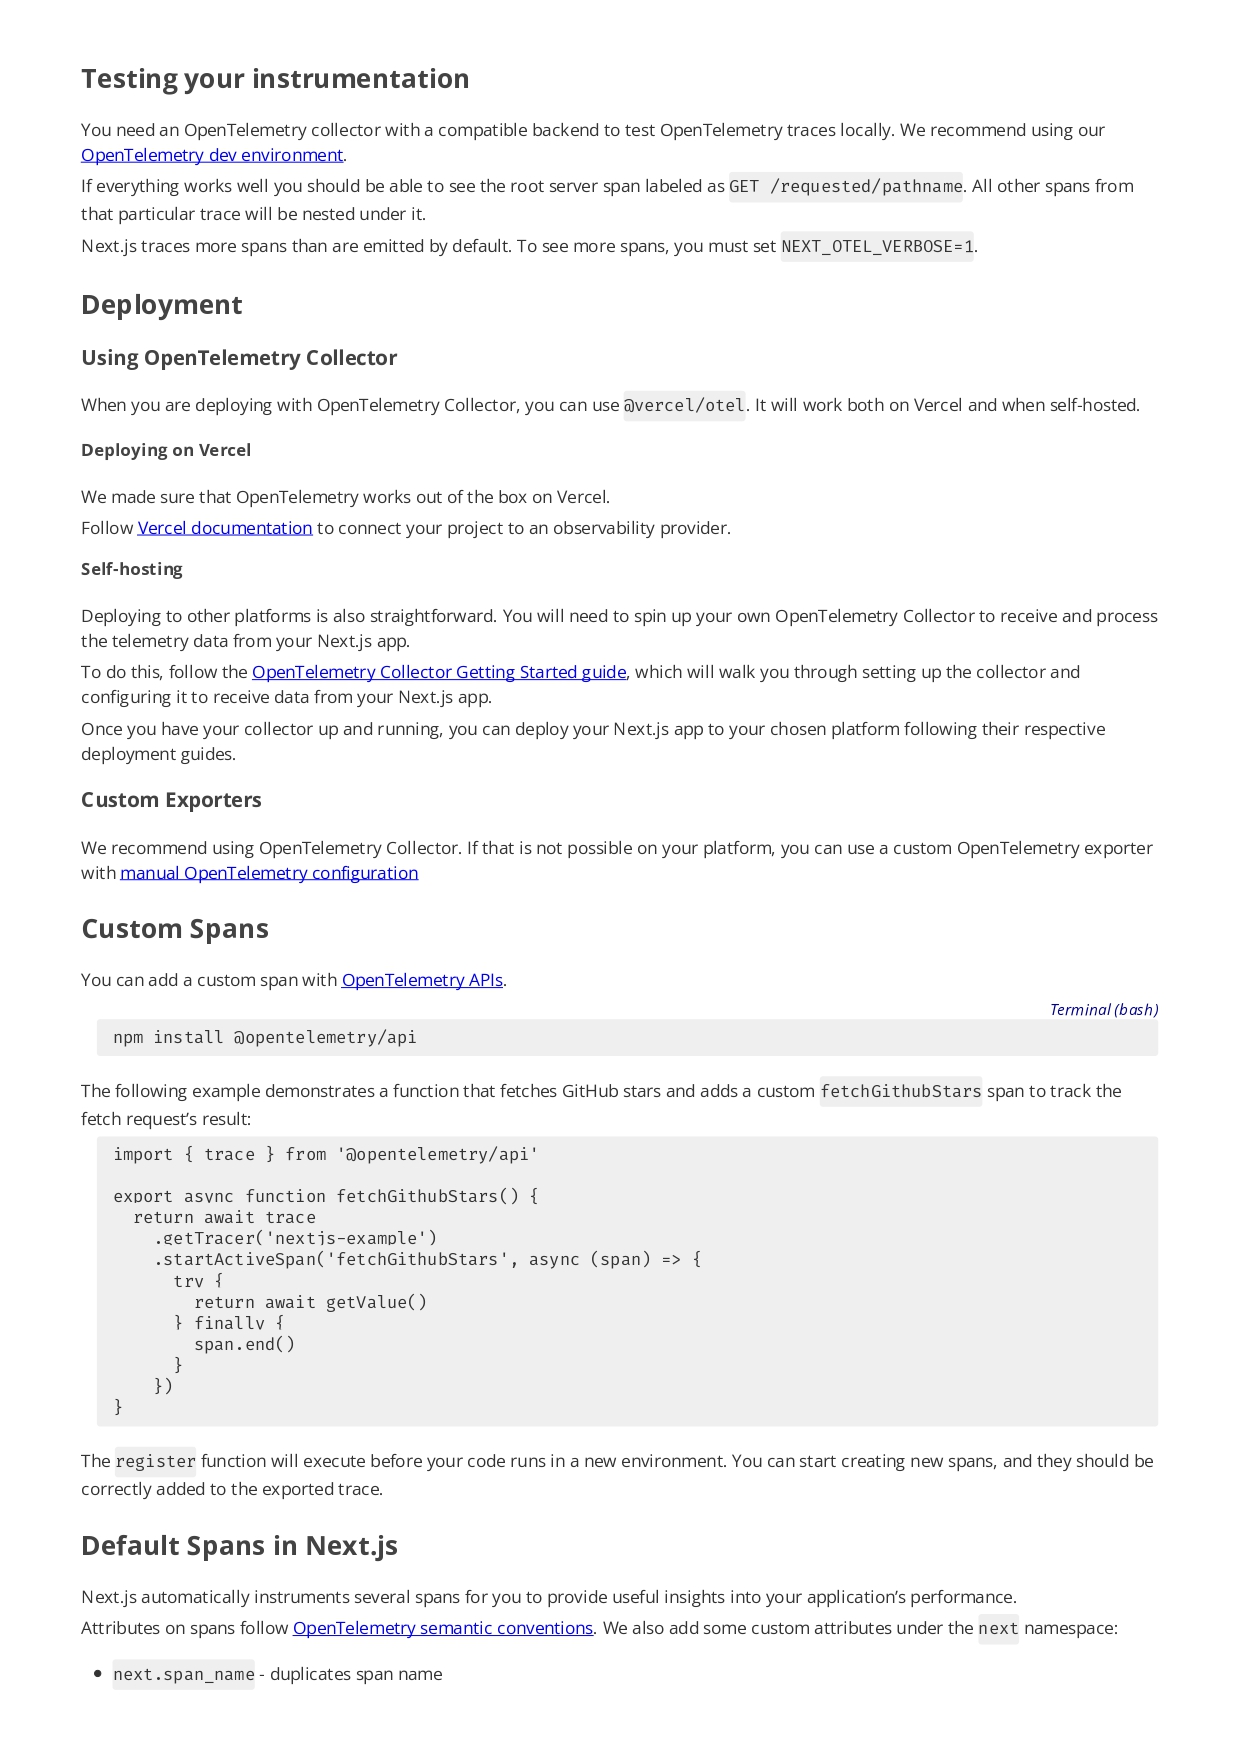 Testing your instrumentation
You need an OpenTelemetry collector with a compatible backend to test OpenTelemetry traces locally. We recommend using our
OpenTelemetry dev environment.
If everything works well you should be able to see the root server span labeled as GET /requested/pathname. All other spans from
that particular trace will be nested under it.
Next.js traces more spans than are emitted by default. To see more spans, you must set NEXT_OTEL_VERBOSE=1.
Deployment
Using OpenTelemetry Collector
When you are deploying with OpenTelemetry Collector, you can use @vercel/otel. It will work both on Vercel and when self-hosted.
Deploying on Vercel
We made sure that OpenTelemetry works out of the box on Vercel.
Follow Vercel documentation to connect your project to an observability provider.
Self-hosting
Deploying to other platforms is also straightforward. You will need to spin up your own OpenTelemetry Collector to receive and process
the telemetry data from your Next.js app.
To do this, follow the OpenTelemetry Collector Getting Started guide, which will walk you through setting up the collector and
configuring it to receive data from your Next.js app.
Once you have your collector up and running, you can deploy your Next.js app to your chosen platform following their respective
deployment guides.
Custom Exporters
We recommend using OpenTelemetry Collector. If that is not possible on your platform, you can use a custom OpenTelemetry exporter
with manual OpenTelemetry configuration
Custom Spans
You can add a custom span with OpenTelemetry APIs.
Terminal (bash)
npm install @opentelemetry/api
The following example demonstrates a function that fetches GitHub stars and adds a custom fetchGithubStars span to track the
fetch request’s result:
import { trace } from '@opentelemetry/api'
export async function fetchGithubStars() {
  return await trace
    .getTracer('nextjs-example')
    .startActiveSpan('fetchGithubStars', async (span) => {
      try {
        return await getValue()
      } finally {
        span.end()
      }
    })
}
The register function will execute before your code runs in a new environment. You can start creating new spans, and they should be
correctly added to the exported trace.
Default Spans in Next.js
Next.js automatically instruments several spans for you to provide useful insights into your application’s performance.
Attributes on spans follow OpenTelemetry semantic conventions. We also add some custom attributes under the next namespace:
• next.span_name - duplicates span name